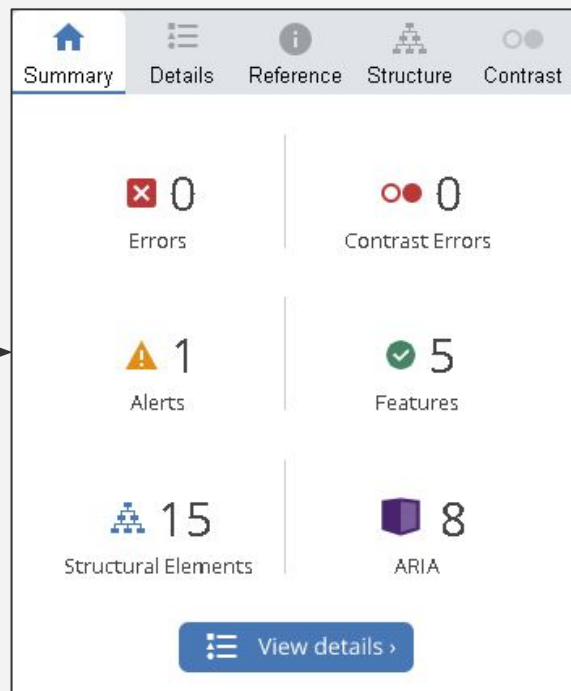 Summary Details Reference Structure Contrast
0 0
Errors Contrast Errors
1 5
Alerts Features
15 8
Structural Elements ARIA
View details ›